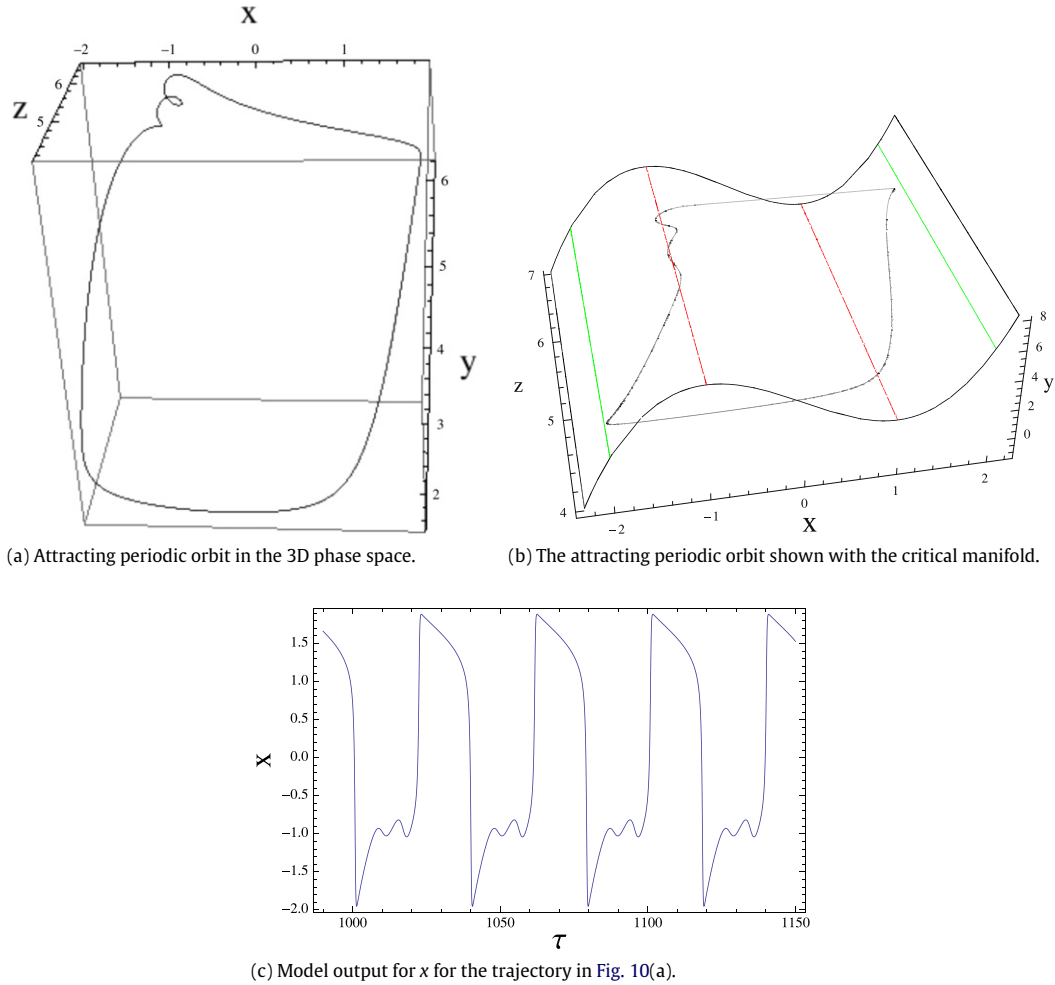 X
−2 −1 0 1
6
z
5
6
5
4
y
3
2
(a) Attracting periodic orbit in the 3D phase space.
7
8
6
6
z
4
y
2
5
0
4
−2 −1 0 1 2
X
(b) The attracting periodic orbit shown with the critical manifold.
1.5
1.0
0.5
x
0.0
−0.5
−1.0
−1.5
−2.0
1000 1050 1100 1150
τ
(c) Model output for x for the trajectory in Fig. 10(a).